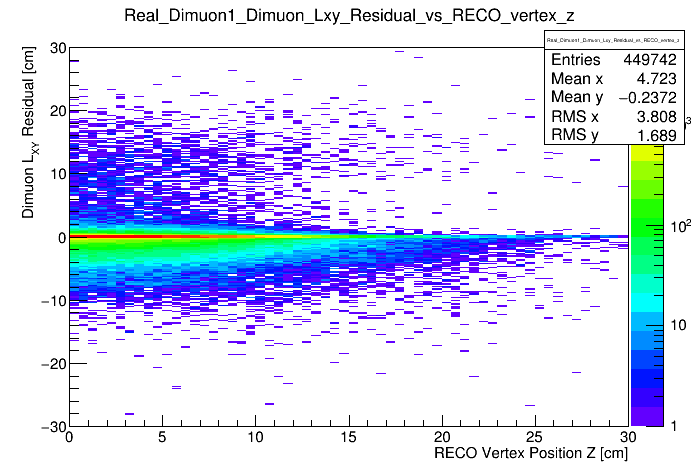 Real_Dimuon1_Dimuon_Lxy_Residual_vs_RECO_vertex_z
Real_Dimuon1_Dimuon_Lxy_Residual_vs_RECO_vertex_z
Entries 449742
Mean x 4.723
Mean y −0.2372
RMS x 3.808
RMS y 1.689
Dimuon LXY Residual [cm]
30
20
10
0
−10
−20
−30
0 5 10 15 20 25 30
RECO Vertex Position Z [cm]
3
10²
10
1